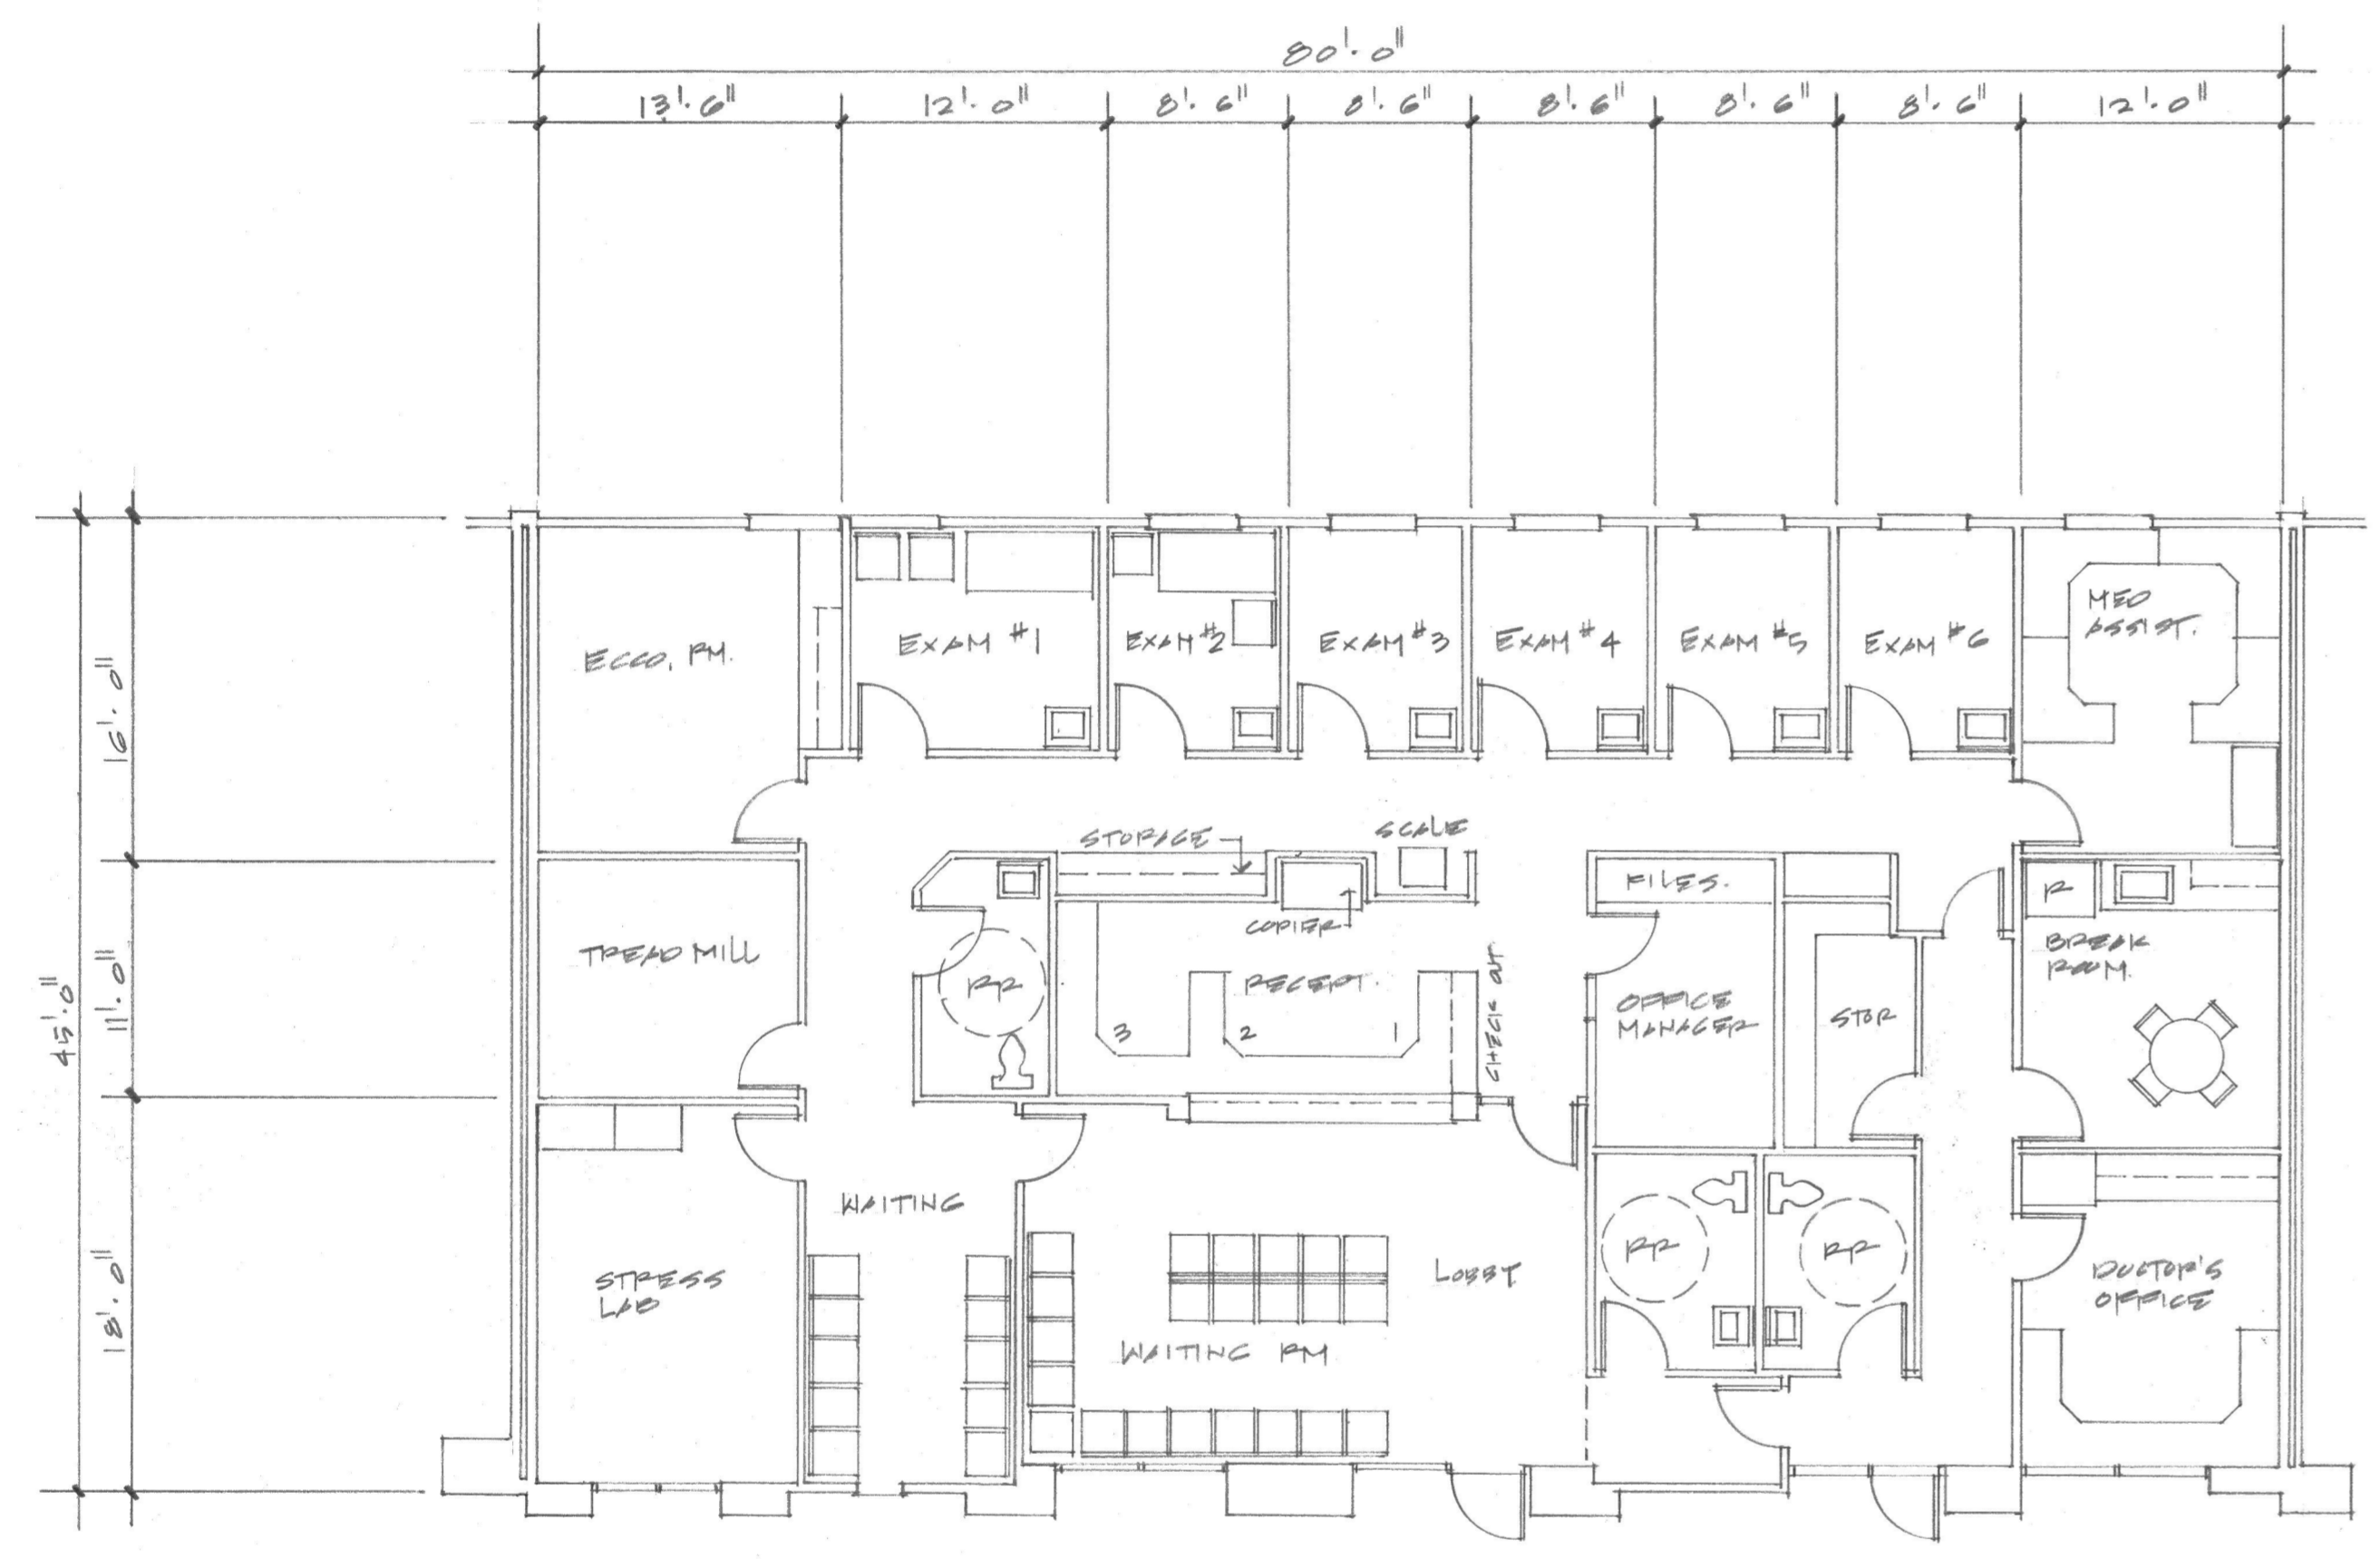 80'-0"
13'-6"
12'-0"
8'-6"
8'-6"
8'-6"
8'-6"
8'-6"
12'-0"
45'-0"
16'-0"
11'-0"
18'-0"
ECCO. RM.
EXAM #1
EXAM #2
EXAM #3
EXAM #4
EXAM #5
EXAM #6
MED
ASSIST.
STORAGE
SCALE
COPIER
FILES.
R
TREADMILL
RR
RECEPT.
3
2
1
CHECK OUT
OFFICE
MANAGER
STOR
BREAK
ROOM
WAITING
STRESS
LAB
WAITING RM
LOBBY
RR
RR
DOCTOR'S
OFFICE